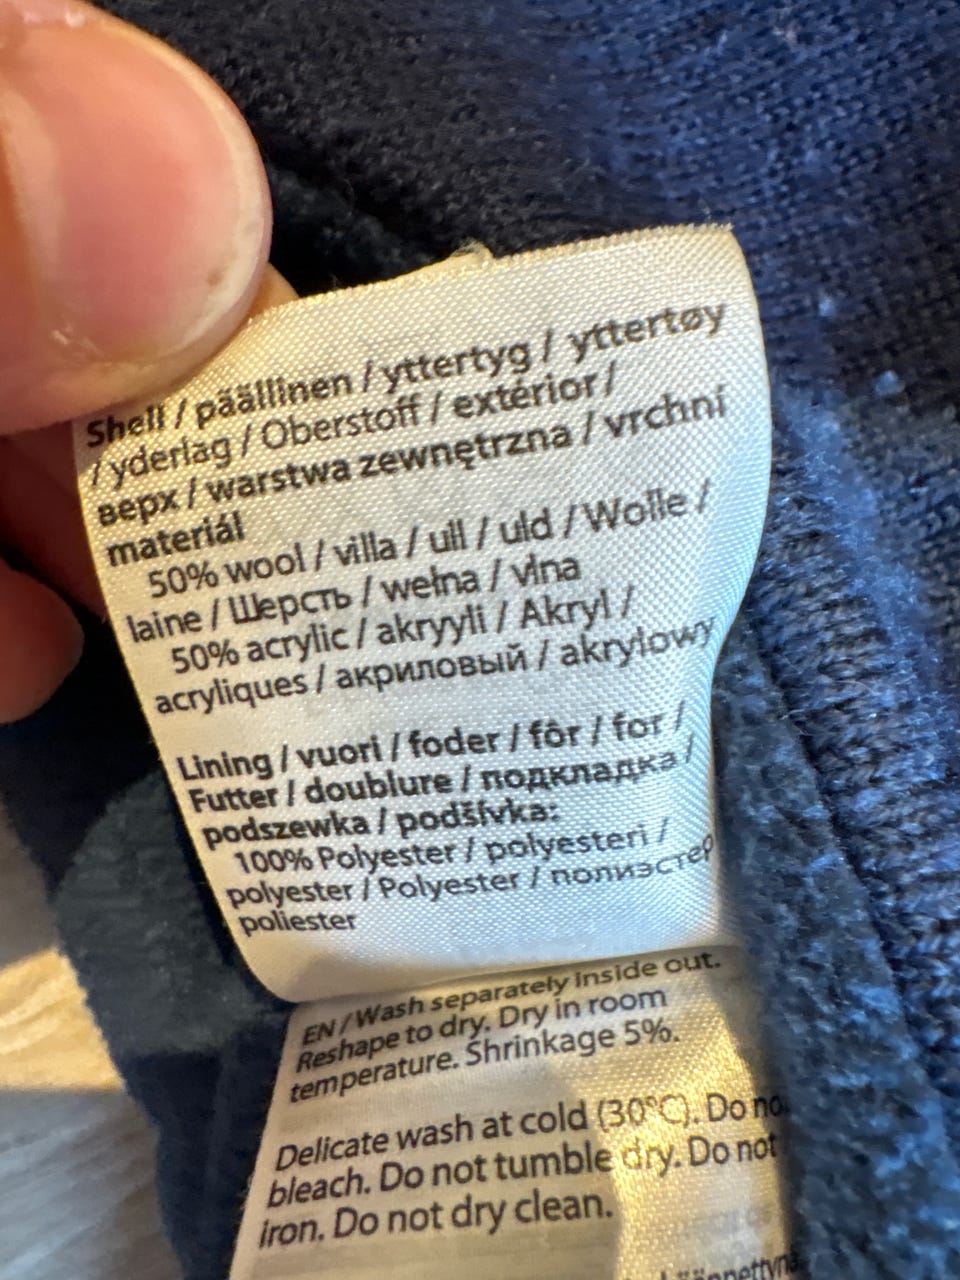 Shell / päällinen / yttertyg / yttertøy
/ yderlag / Oberstoff / extérior /
верх / warstwa zewnętrzna / vrchní
materiál
50% wool / villa / ull / uld / Wolle /
laine / Шерсть / wełna / vlna
50% acrylic / akryyli / Akryl /
acryliques / акриловый / akrylowy
Lining / vuori / foder / fôr / for /
Futter / doublure / подкладка /
podszewka / podšívka:
100% Polyester / polyesteri /
polyester / Polyester / полиэстер
poliester
EN / Wash separately inside out.
Reshape to dry. Dry in room
temperature. Shrinkage 5%.
Delicate wash at cold (30°C). Do no
bleach. Do not tumble dry. Do not
iron. Do not dry clean.